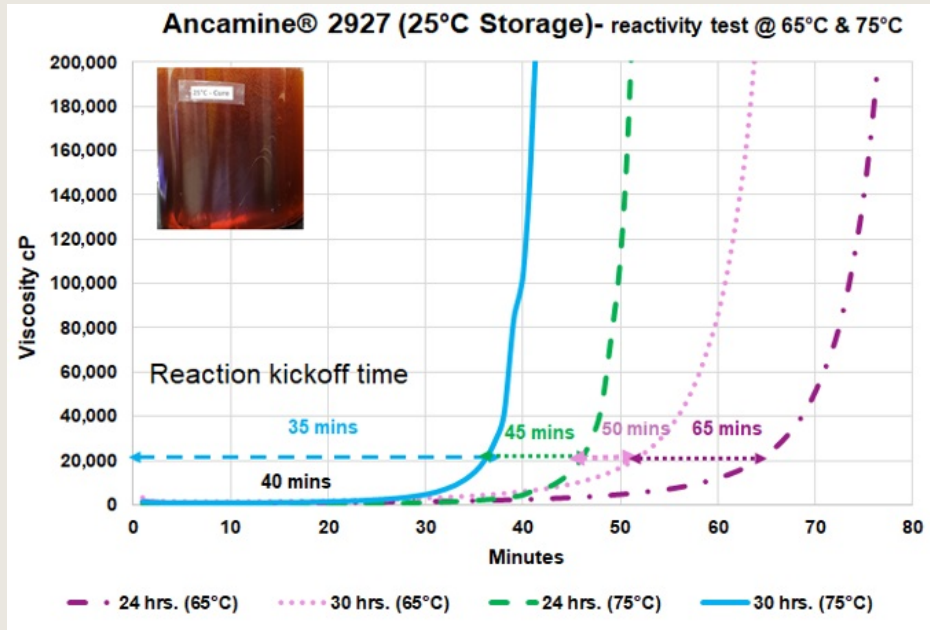 Ancamine® 2927 (25°C Storage)- reactivity test @ 65°C & 75°C
200,000
180,000
160,000
140,000
120,000
100,000
80,000
60,000
40,000
20,000
0
Viscosity cP
25°C - Cure
Reaction kickoff time
35 mins
45 mins
50 mins
65 mins
40 mins
0 10 20 30 40 50 60 70 80
Minutes
24 hrs. (65°C) 30 hrs. (65°C) 24 hrs. (75°C) 30 hrs. (75°C)